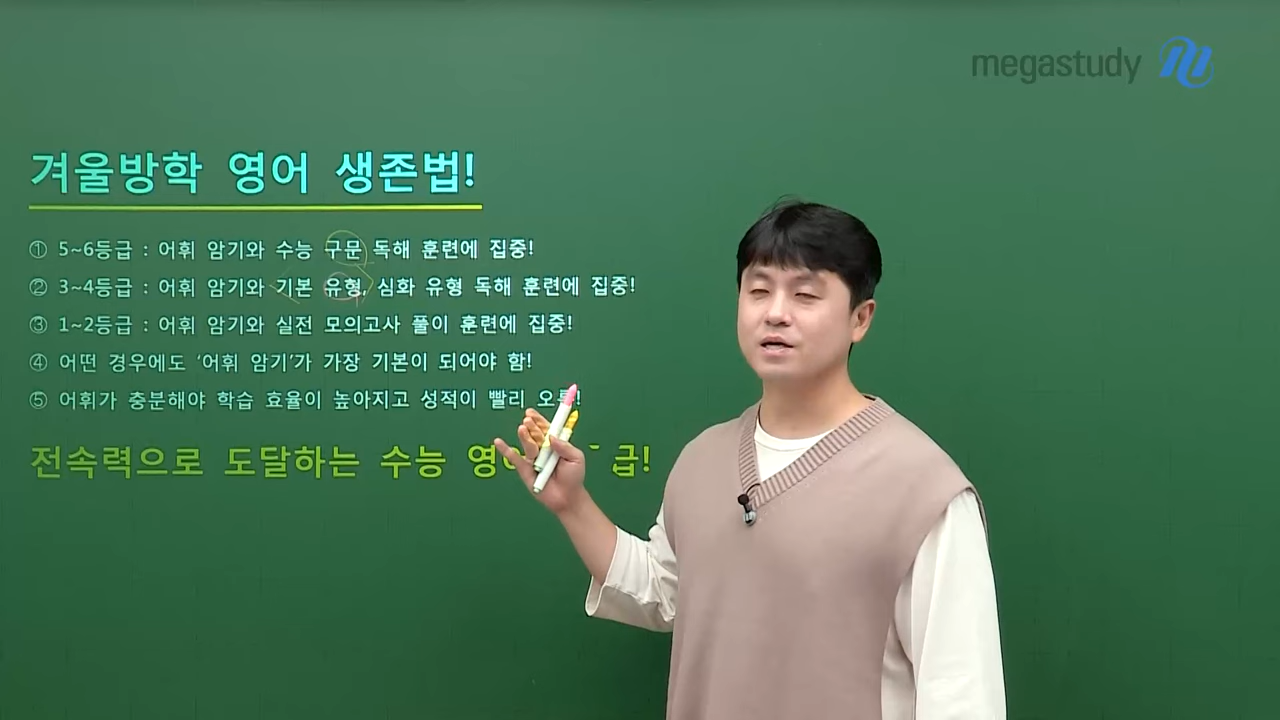 megastudy
겨울방학 영어 생존법!
① 5~6등급 : 어휘 암기와 수능 구문 독해 훈련에 집중!
② 3~4등급 : 어휘 암기와 기본 유형, 심화 유형 독해 훈련에 집중!
③ 1~2등급 : 어휘 암기와 실전 모의고사 풀이 훈련에 집중!
④ 어떤 경우에도 ‘어휘 암기’가 가장 기본이 되어야 함!
⑤ 어휘가 충분해야 학습 효율이 높아지고 성적이 빨리
전속력으로 도달하는 수능 급!